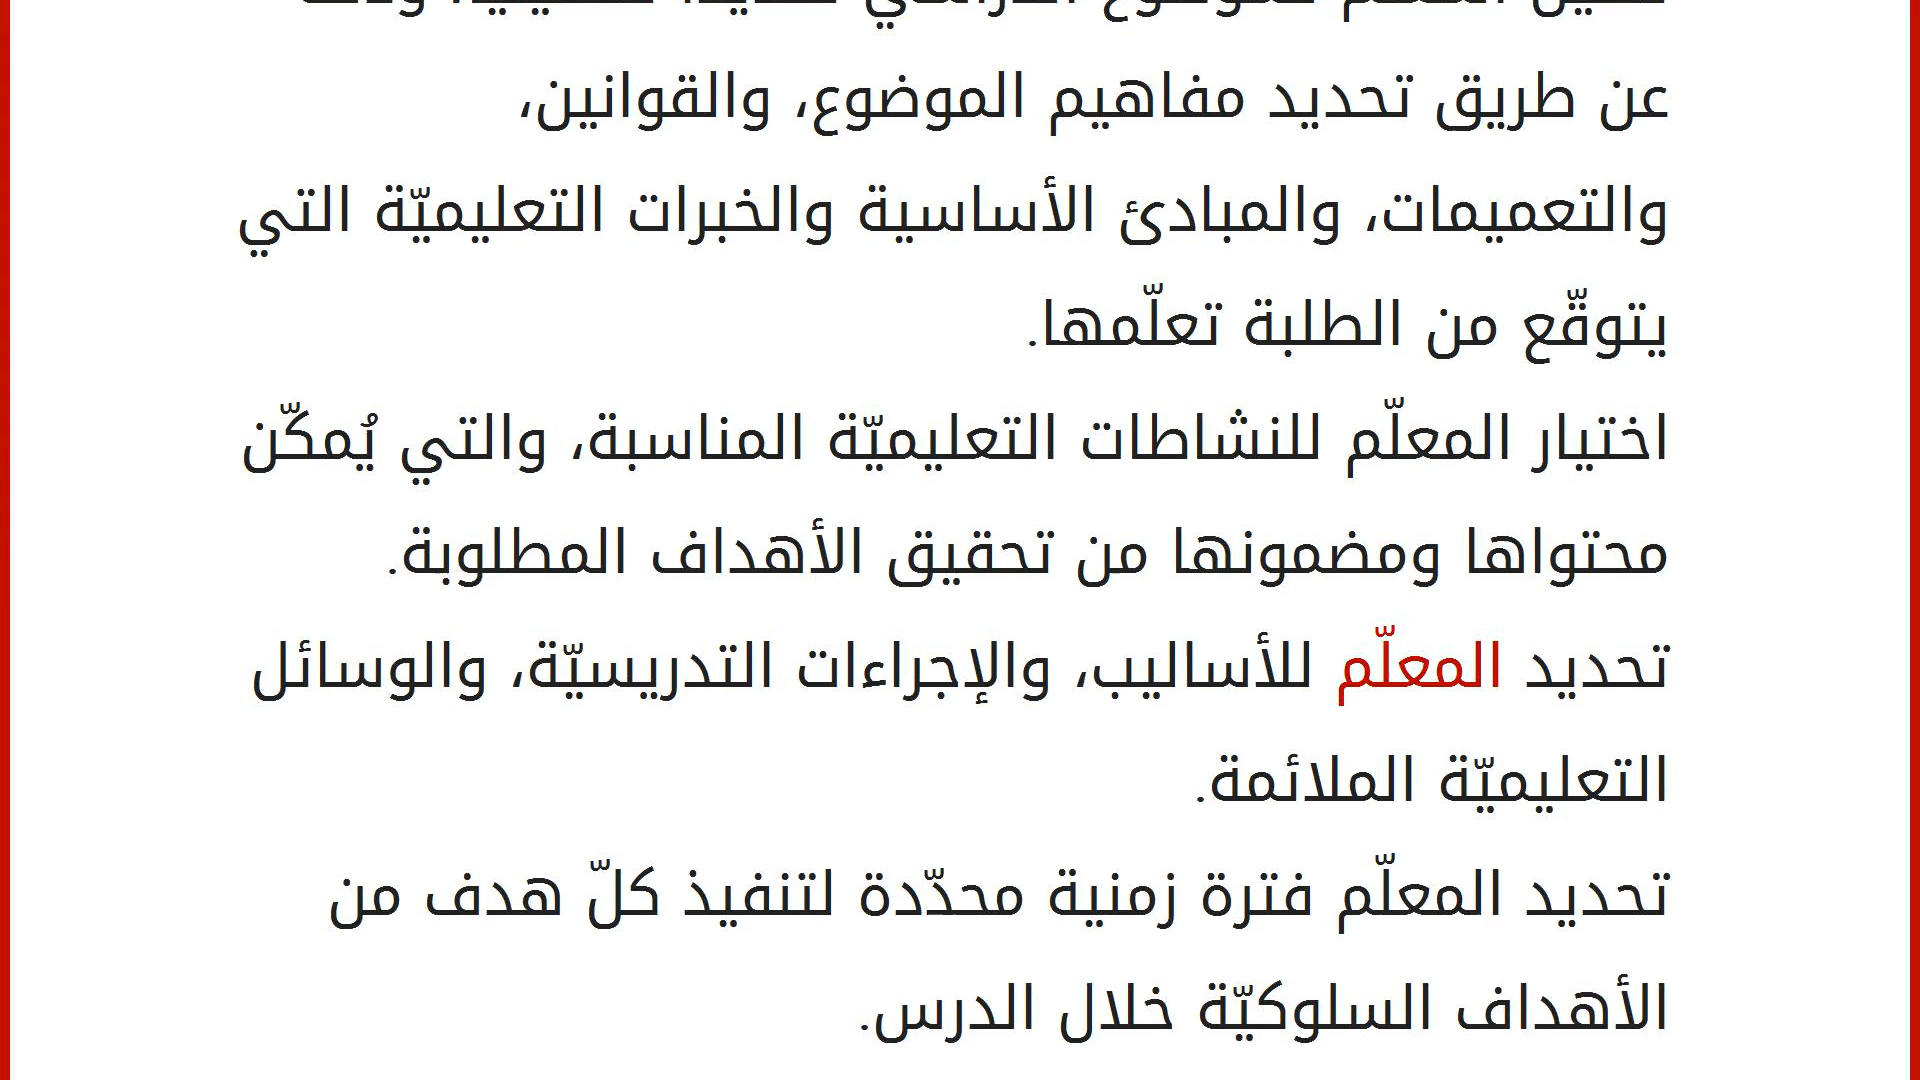 عن طريق تحديد مفاهيم الموضوع، والقوانين،
والتعميمات، والمبادئ الأساسية والخبرات التعليميّة التي
يتوقّع من الطلبة تعلّمها.
اختيار المعلّم للنشاطات التعليميّة المناسبة، والتي يُمكّن
محتواها ومضمونها من تحقيق الأهداف المطلوبة.
تحديد المعلّم للأساليب، والإجراءات التدريسيّة، والوسائل
التعليميّة الملائمة.
تحديد المعلّم فترة زمنية محدّدة لتنفيذ كلّ هدف من
الأهداف السلوكيّة خلال الدرس.